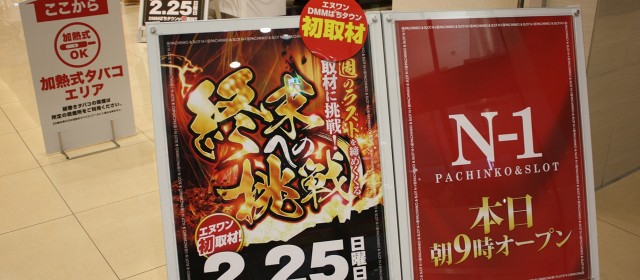 ここから
加熱式
OK
加熱式タバコ
エリア
2.25
エヌワン
DMMぱちタウン
初取材
週のラストを締めくくる
取材に挑戦!
終末への挑戦
エヌワン
初取材!
2.25日曜日
N-1
PACHINKO&SLOT
本日
朝9時オープン